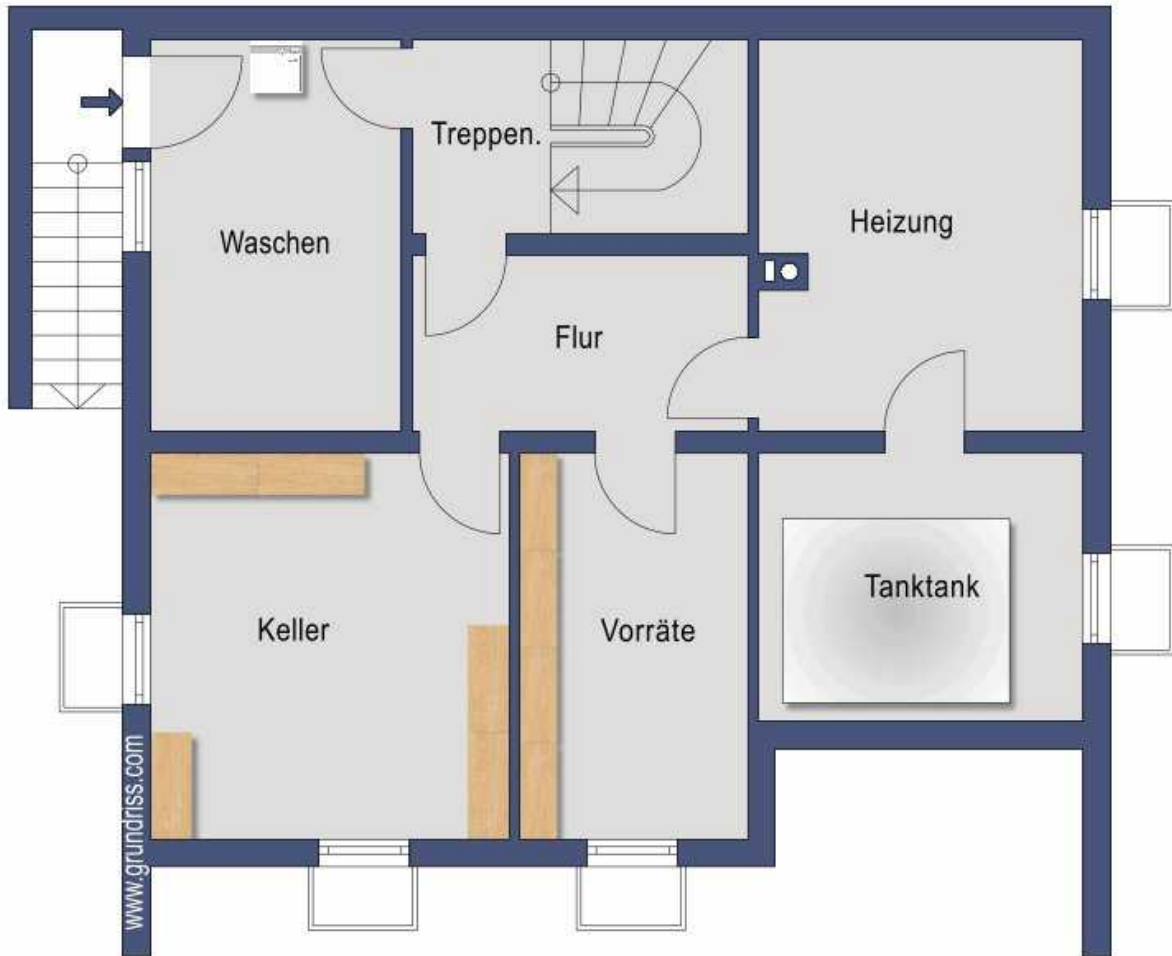 Treppen.
Waschen
Heizung
Flur
Tanktank
Keller
Vorräte
www.grundriss.com